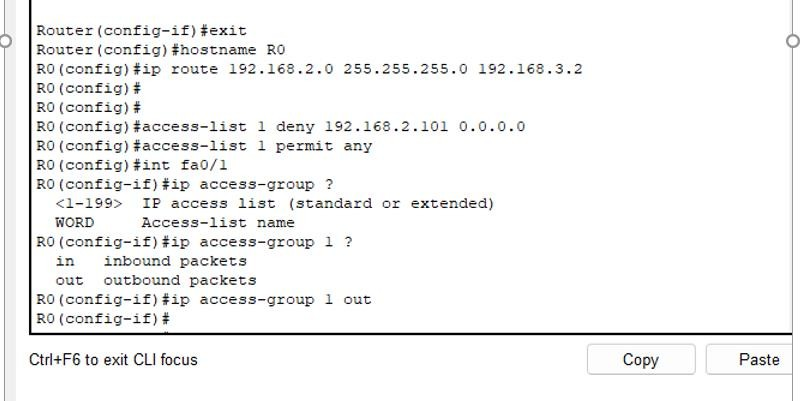 Router(config-if)#exit
Router(config)#hostname R0
R0(config)#ip route 192.168.2.0 255.255.255.0 192.168.3.2
R0(config)#
R0(config)#
R0(config)#access-list 1 deny 192.168.2.101 0.0.0.0
R0(config)#access-list 1 permit any
R0(config)#int fa0/1
R0(config-if)#ip access-group ?
  <1-199>  IP access list (standard or extended)
  WORD     Access-list name
R0(config-if)#ip access-group 1 ?
  in   inbound packets
  out  outbound packets
R0(config-if)#ip access-group 1 out
R0(config-if)#
Ctrl+F6 to exit CLI focus
Copy
Paste